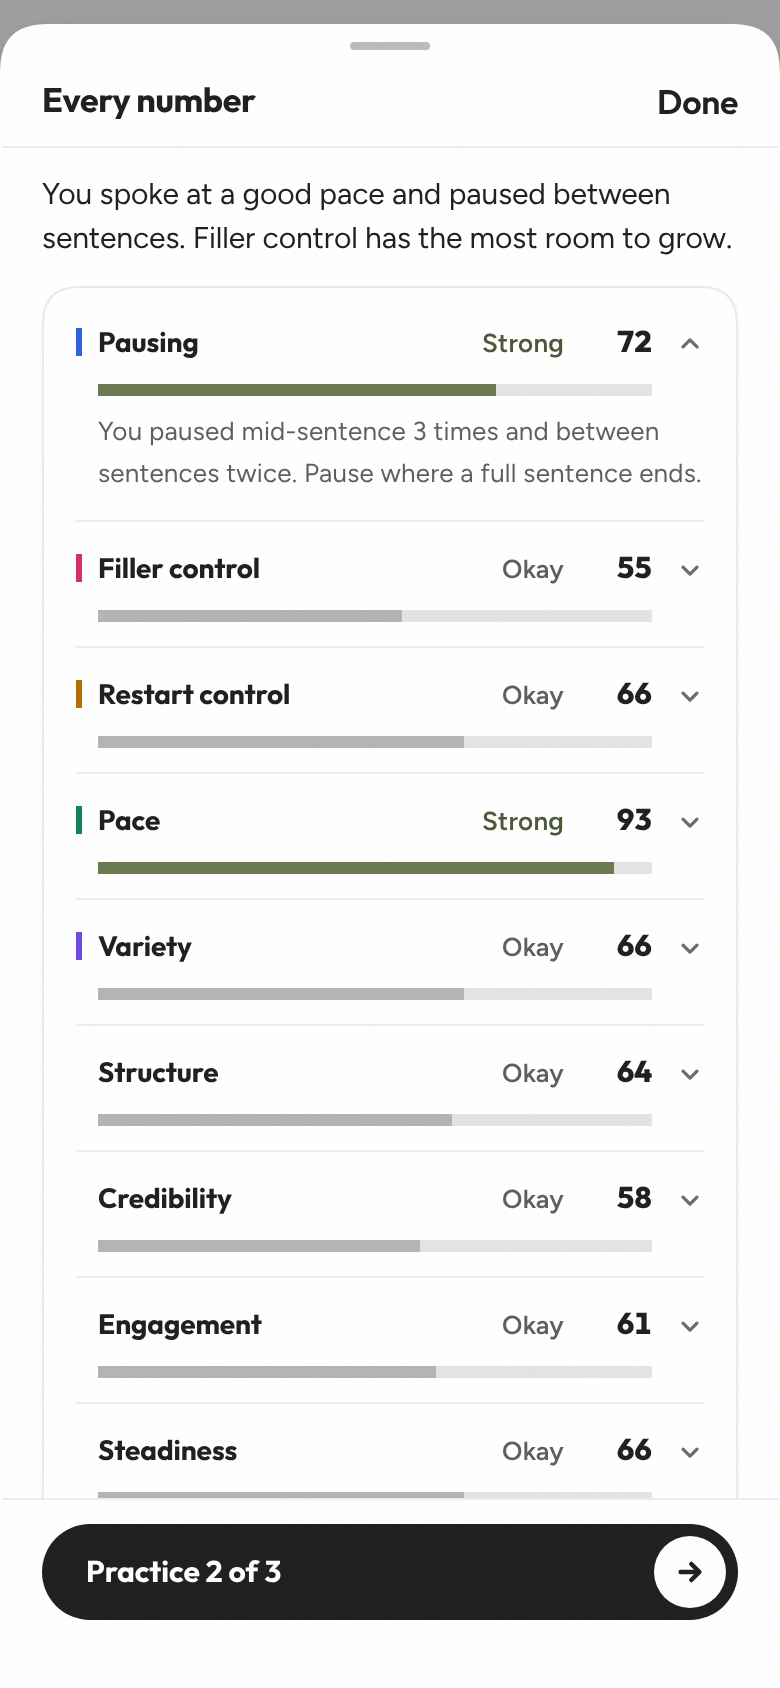 Every number
Done
You spoke at a good pace and paused between
sentences. Filler control has the most room to grow.
Pausing Strong 72
You paused mid-sentence 3 times and between
sentences twice. Pause where a full sentence ends.
Filler control Okay 55
Restart control Okay 66
Pace Strong 93
Variety Okay 66
Structure Okay 64
Credibility Okay 58
Engagement Okay 61
Steadiness Okay 66
Practice 2 of 3